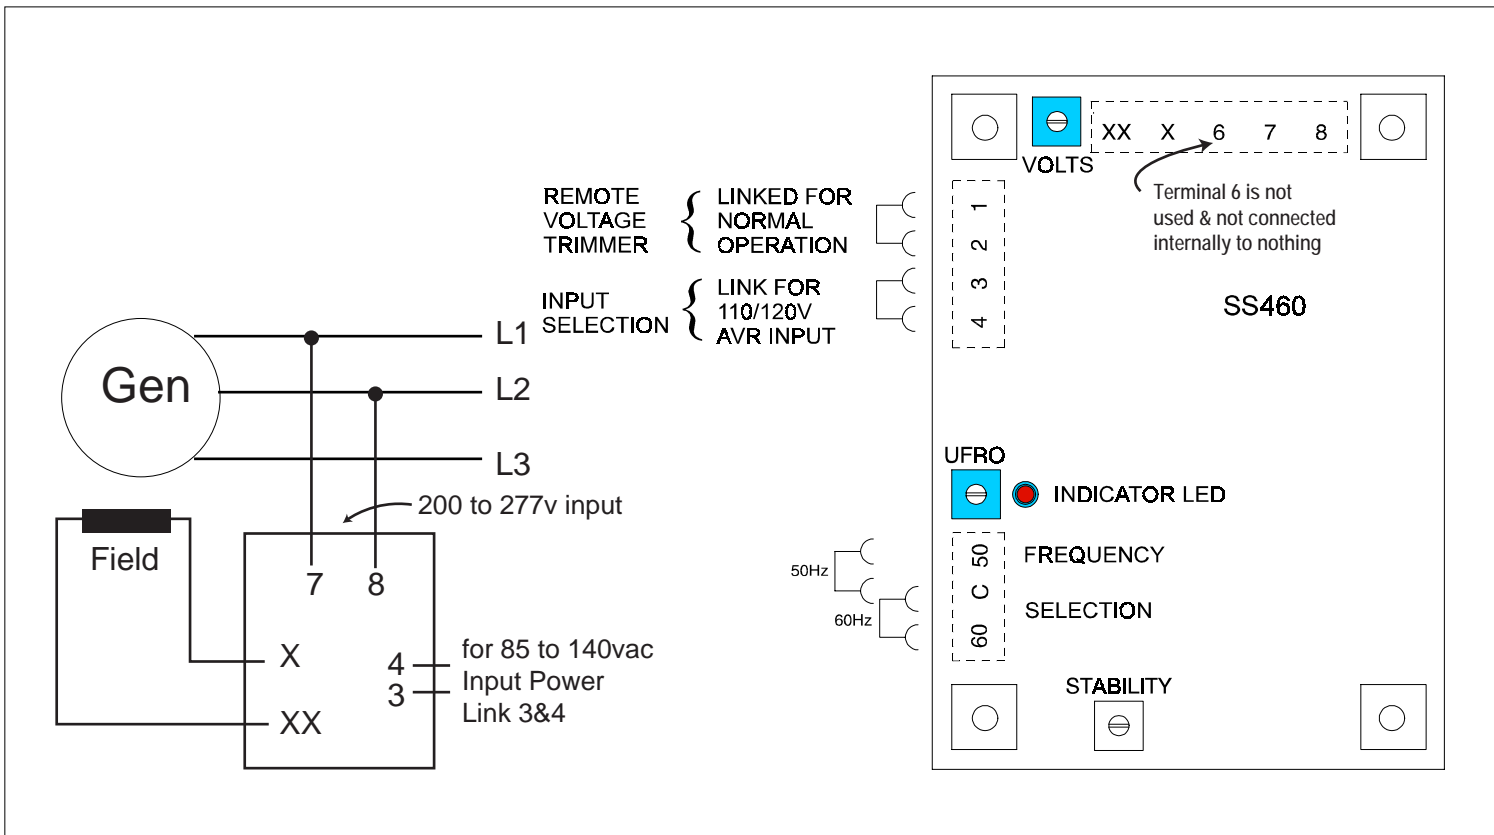 Gen
L1
L2
L3
200 to 277v input
Field
7
8
X
XX
4
3
for 85 to 140vac
Input Power
Link 3&4
REMOTE
VOLTAGE
TRIMMER
{
LINKED FOR
NORMAL
OPERATION
INPUT
SELECTION
{
LINK FOR
110/120V
AVR INPUT
VOLTS
XX X 6 7 8
Terminal 6 is not
used & not connected
internally to nothing
1
2
3
4
SS460
UFRO
INDICATOR LED
50Hz
60Hz
50
C
60
FREQUENCY
SELECTION
STABILITY